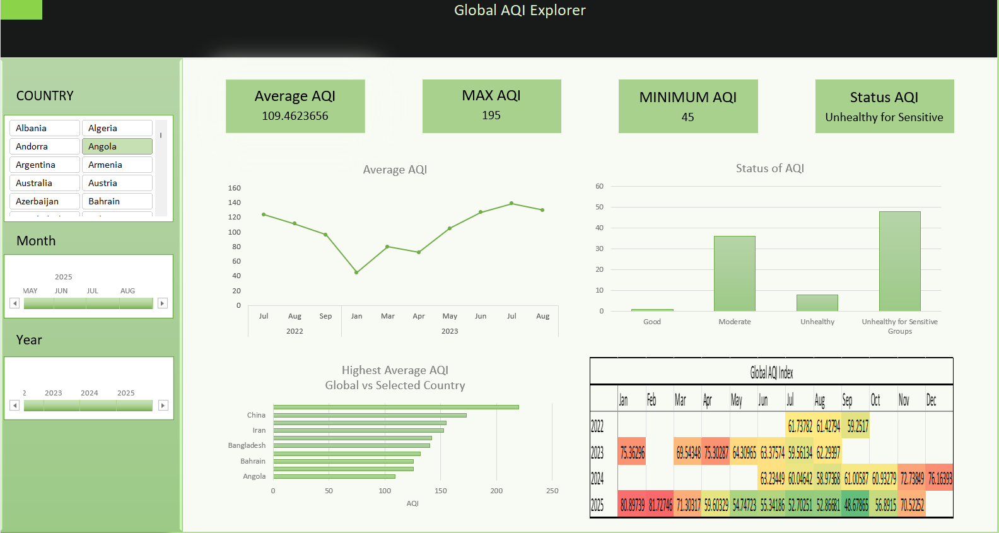 Global AQI Explorer
COUNTRY
Albania
Algeria
Andorra
Angola
Argentina
Armenia
Australia
Austria
Azerbaijan
Bahrain
Month
2025
MAY JUN JUL AUG
Year
2 2023 2024 2025
Average AQI
109.4623656
MAX AQI
195
MINIMUM AQI
45
Status AQI
Unhealthy for Sensitive
Average AQI
160
140
120
100
80
60
40
20
0
Jul Aug Sep Jan Mar Apr May Jun Jul Aug
2022 2023
Status of AQI
60
50
40
30
20
10
0
Good Moderate Unhealthy Unhealthy for Sensitive
Groups
Highest Average AQI
Global vs Selected Country
China
Iran
Bangladesh
Bahrain
Angola
0 50 100 150 200 250
AQI
Global AQI Index
Jan Feb Mar Apr May Jun Jul Aug Sep Oct Nov Dec
2022 61.73782 61.42794 59.2517
2023 75.36296 69.54348 75.30287 64.30965 63.37574 59.56134 62.29397
2024 63.23449 60.04642 58.97368 61.00587 60.93279 72.73849 76.16393
2025 80.89739 81.72746 71.30317 59.60329 54.74723 55.34186 52.70251 52.86681 48.67865 56.8915 70.52252